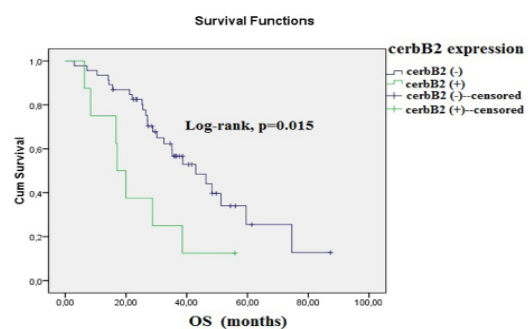 Survival Functions
cerbB2 expression
cerbB2 (-)
cerbB2 (+)
cerbB2 (-)--censored
cerbB2 (+)--censored
Log-rank, p=0.015
Cum Survival
1,0
0,8
0,6
0,4
0,2
0,0
0,00 20,00 40,00 60,00 80,00 100,00
OS (months)